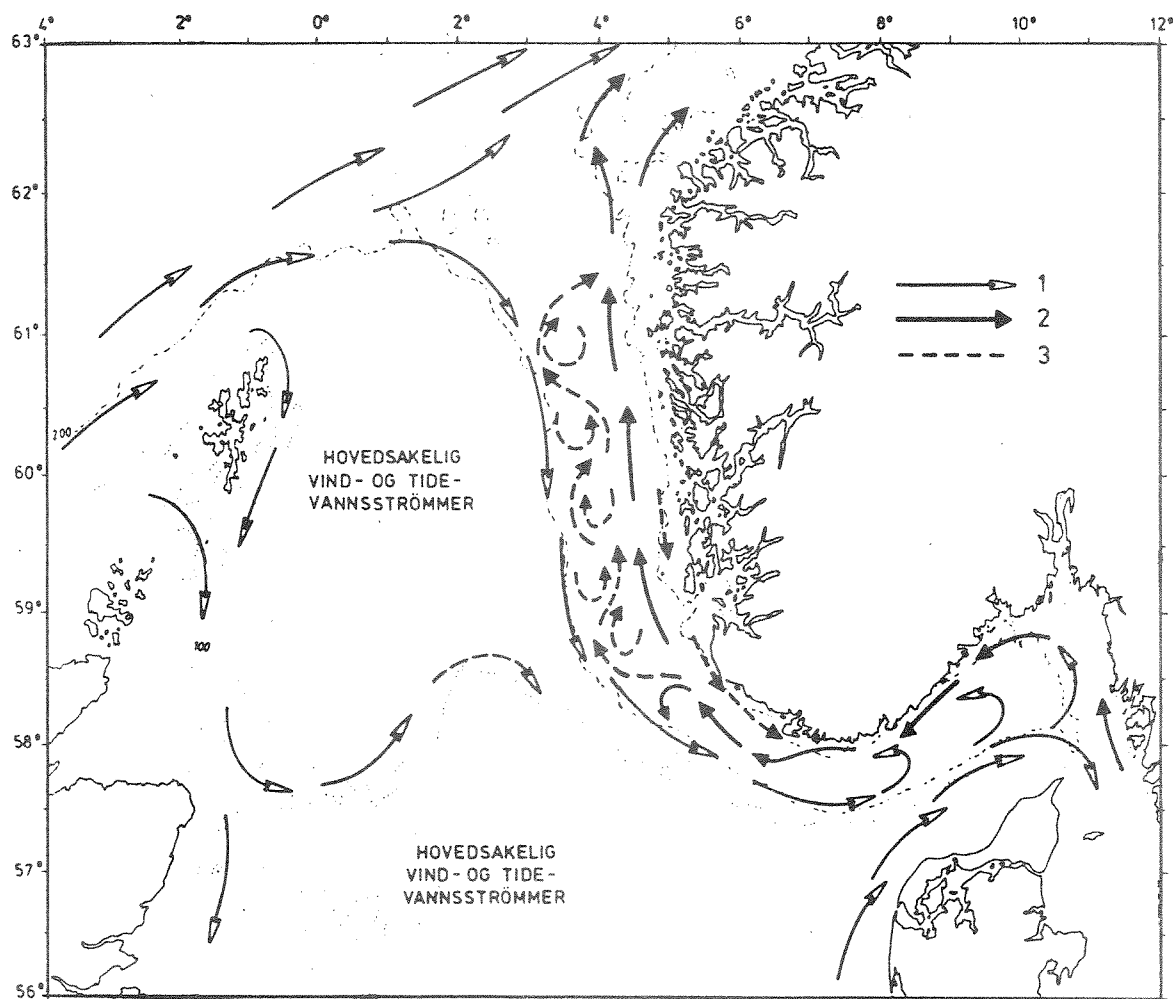 4° 2° 0° 2° 4° 6° 8° 10° 12°
63°
62°
1
2
61°
3
200
60°
HOVEDSAKELIG
VIND- OG TIDE-
VANNSSTRÖMMER
59°
100
58°
57°
HOVEDSAKELIG
VIND- OG TIDE-
VANNSSTRÖMMER
56°